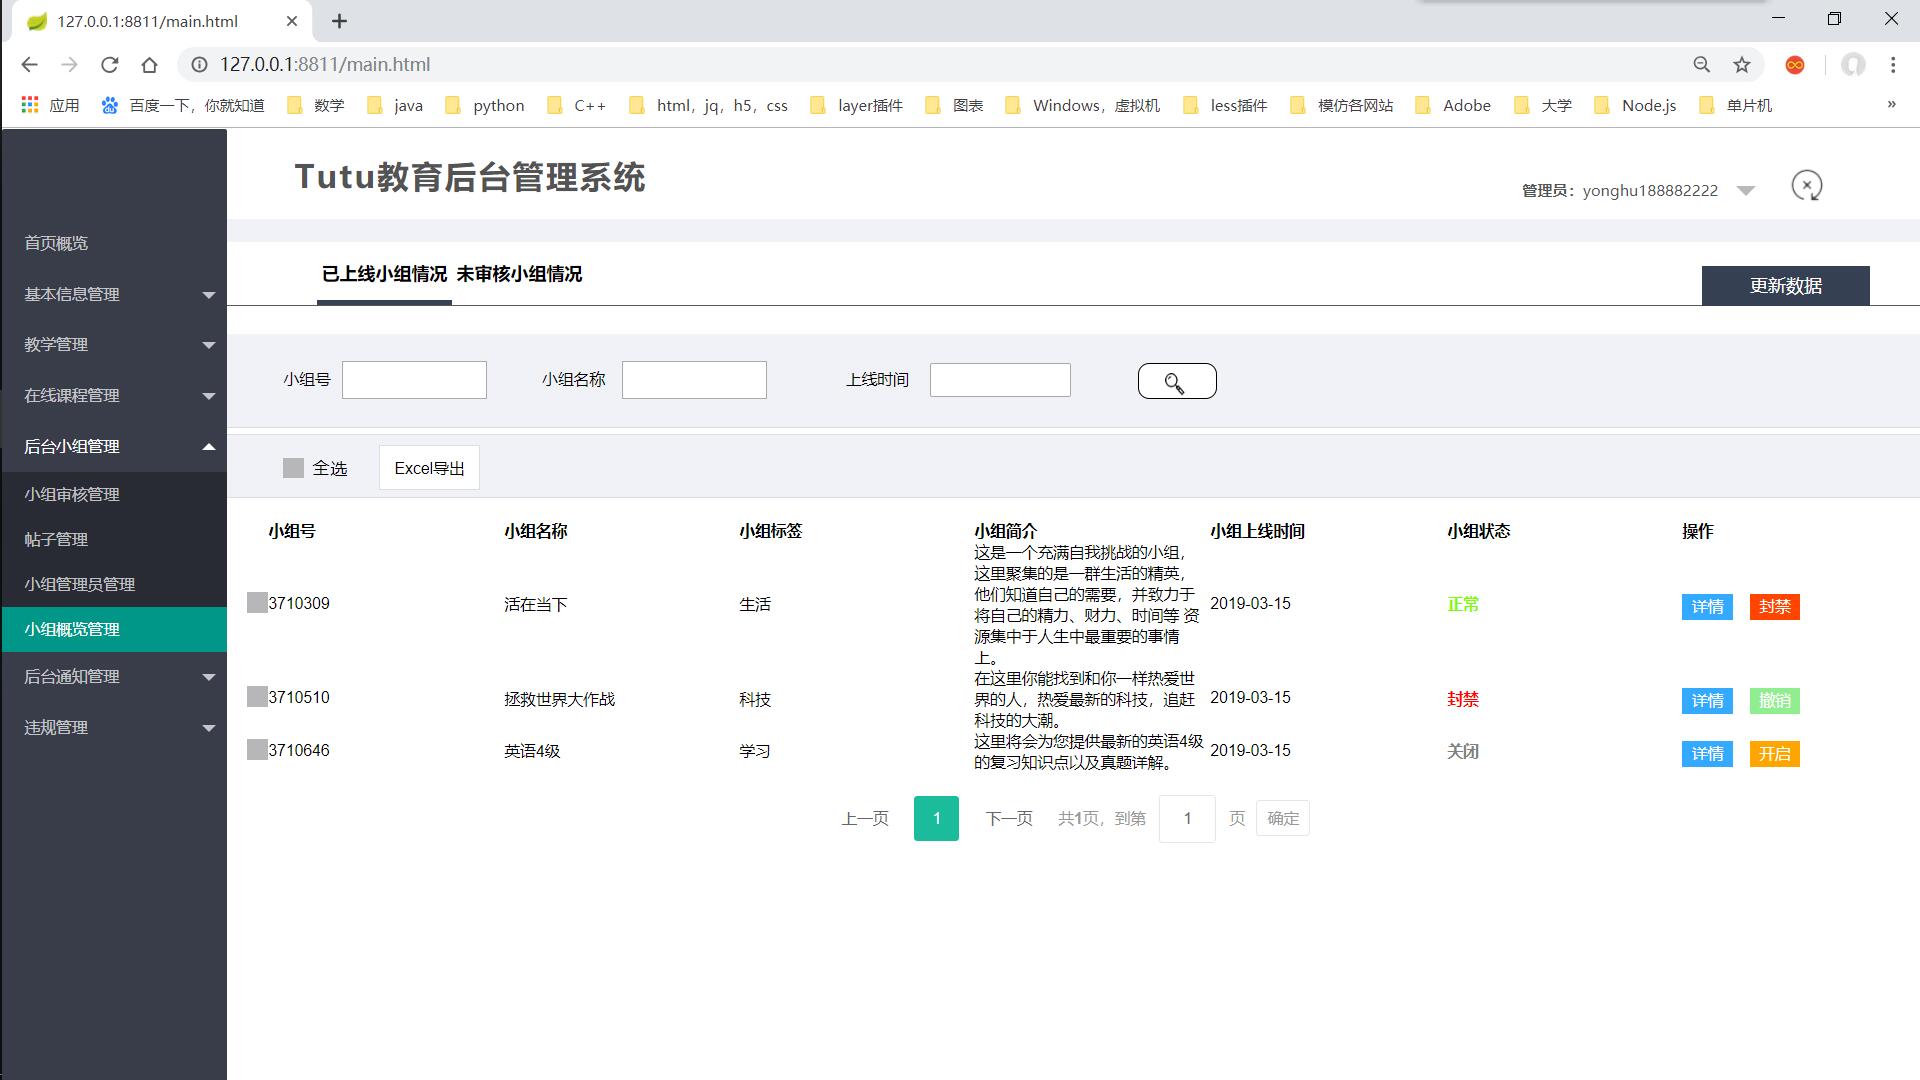 127.0.0.1:8811/main.html
127.0.0.1:8811/main.html
应用 百度一下，你就知道 数学 java python C++ html，jq，h5，css layer插件 图表 Windows，虚拟机 less插件 模仿各网站 Adobe 大学 Node.js 单片机 »
Tutu教育后台管理系统
管理员：yonghu188882222
首页概览
基本信息管理
教学管理
在线课程管理
后台小组管理
小组审核管理
帖子管理
小组管理员管理
小组概览管理
后台通知管理
违规管理
已上线小组情况 未审核小组情况
更新数据
小组号 小组名称 上线时间
全选 Excel导出
小组号 小组名称 小组标签 小组简介 小组上线时间 小组状态 操作
3710309 活在当下 生活
这是一个充满自我挑战的小组，
这里聚集的是一群生活的精英，
他们知道自己的需要，并致力于
将自己的精力、财力、时间等 资
源集中于人生中最重要的事情
上。
2019-03-15 正常 详情 封禁
3710510 拯救世界大作战 科技
在这里你能找到和你一样热爱世
界的人，热爱最新的科技，追赶
科技的大潮。
2019-03-15 封禁 详情 撤销
3710646 英语4级 学习
这里将会为您提供最新的英语4级
的复习知识点以及真题详解。
2019-03-15 关闭 详情 开启
上一页 1 下一页 共1页，到第 1 页 确定